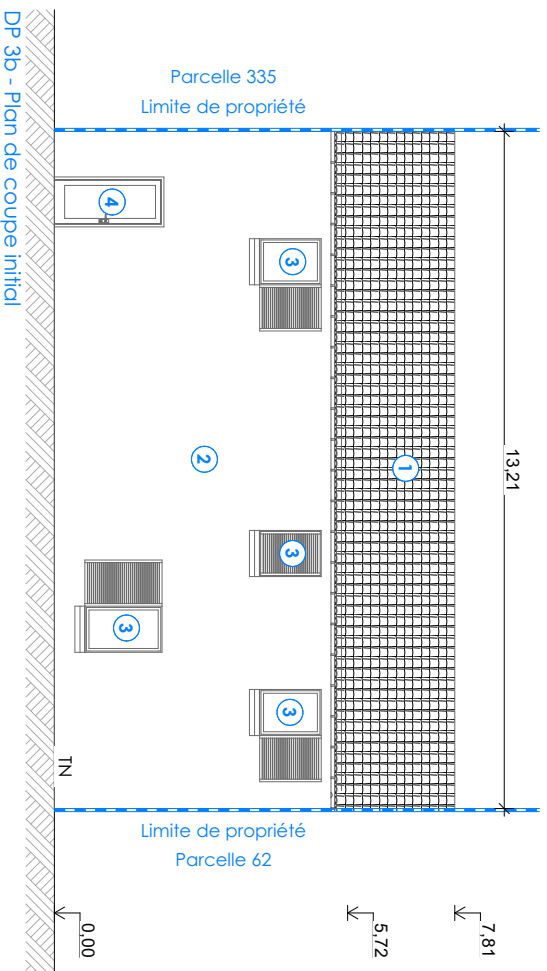 Parcelle 335
Limite de propriété
13,21
7,81
5,72
0,00
1
2
3
3
3
3
4
TN
Limite de propriété
Parcelle 62
DP 3b - Plan de coupe initial